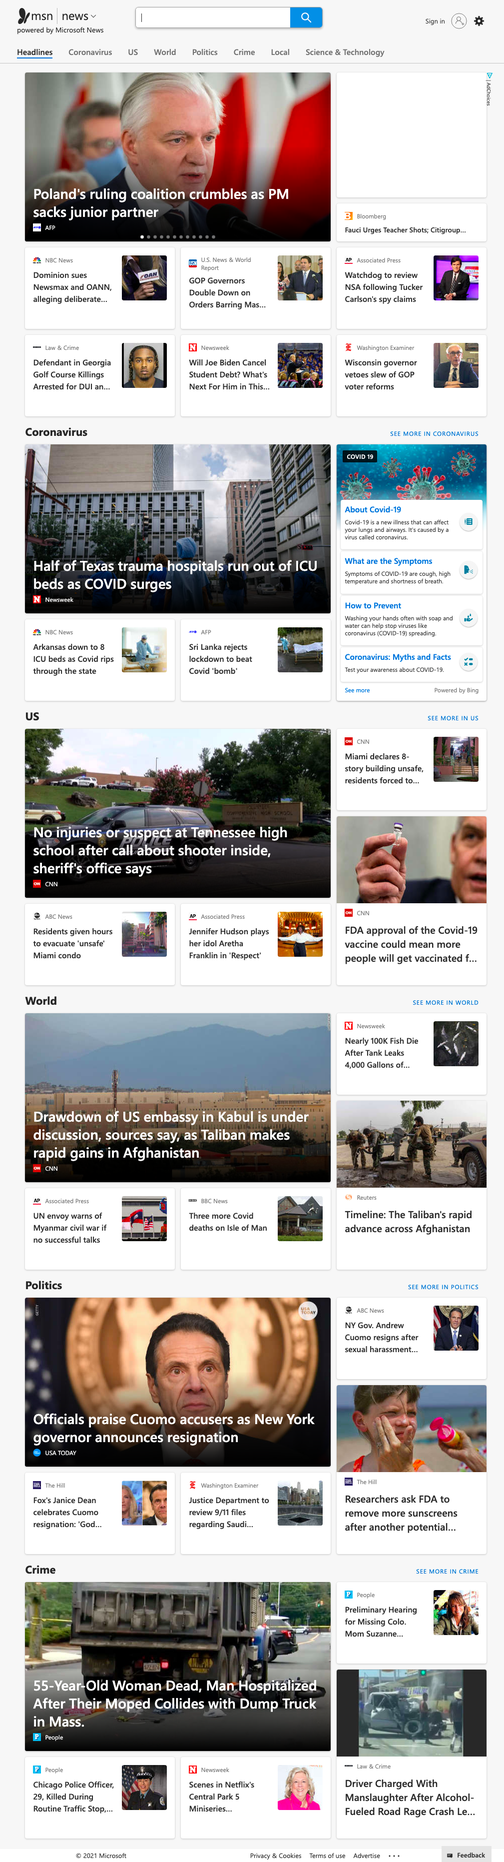 msn news
powered by Microsoft News
Sign in
Headlines Coronavirus US World Politics Crime Local Science & Technology
Poland's ruling coalition crumbles as PM
sacks junior partner
AFP
AdChoices
Bloomberg
Fauci Urges Teacher Shots; Citigroup...
NBC News
Dominion sues
Newsmax and OANN,
alleging deliberate...
U.S. News & World
Report
GOP Governors
Double Down on
Orders Barring Mas...
Associated Press
Watchdog to review
NSA following Tucker
Carlson's spy claims
Law & Crime
Defendant in Georgia
Golf Course Killings
Arrested for DUI an...
Newsweek
Will Joe Biden Cancel
Student Debt? What's
Next For Him in This...
Washington Examiner
Wisconsin governor
vetoes slew of GOP
voter reforms
Coronavirus
SEE MORE IN CORONAVIRUS
Half of Texas trauma hospitals run out of ICU
beds as COVID surges
Newsweek
COVID 19
About Covid-19
Covid-19 is a new illness that can affect
your lungs and airways. It's caused by a
virus called coronavirus.
What are the Symptoms
Symptoms of COVID-19 are cough, high
temperature and shortness of breath.
How to Prevent
Washing your hands often with soap and
water can help stop viruses like
coronavirus (COVID-19) spreading.
Coronavirus: Myths and Facts
Test your awareness about COVID-19.
See more
Powered by Bing
NBC News
Arkansas down to 8
ICU beds as Covid rips
through the state
AFP
Sri Lanka rejects
lockdown to beat
Covid 'bomb'
US
SEE MORE IN US
No injuries or suspect at Tennessee high
school after call about shooter inside,
sheriff's office says
CNN
CNN
Miami declares 8-
story building unsafe,
residents forced to...
CNN
FDA approval of the Covid-19
vaccine could mean more
people will get vaccinated f...
ABC News
Residents given hours
to evacuate 'unsafe'
Miami condo
Associated Press
Jennifer Hudson plays
her idol Aretha
Franklin in 'Respect'
World
SEE MORE IN WORLD
Drawdown of US embassy in Kabul is under
discussion, sources say, as Taliban makes
rapid gains in Afghanistan
CNN
Newsweek
Nearly 100K Fish Die
After Tank Leaks
4,000 Gallons of...
Reuters
Timeline: The Taliban's rapid
advance across Afghanistan
Associated Press
UN envoy warns of
Myanmar civil war if
no successful talks
BBC News
Three more Covid
deaths on Isle of Man
Politics
SEE MORE IN POLITICS
GETTY
USA TODAY
Officials praise Cuomo accusers as New York
governor announces resignation
USA TODAY
ABC News
NY Gov. Andrew
Cuomo resigns after
sexual harassment...
The Hill
Researchers ask FDA to
remove more sunscreens
after another potential...
The Hill
Fox's Janice Dean
celebrates Cuomo
resignation: 'God...
Washington Examiner
Justice Department to
review 9/11 files
regarding Saudi...
Crime
SEE MORE IN CRIME
55-Year-Old Woman Dead, Man Hospitalized
After Their Moped Collides with Dump Truck
in Mass.
People
People
Preliminary Hearing
for Missing Colo.
Mom Suzanne...
Law & Crime
Driver Charged With
Manslaughter After Alcohol-
Fueled Road Rage Crash Le...
People
Chicago Police Officer,
29, Killed During
Routine Traffic Stop,...
Newsweek
Scenes in Netflix's
Central Park 5
Miniseries...
© 2021 Microsoft
Privacy & Cookies Terms of use Advertise
Feedback